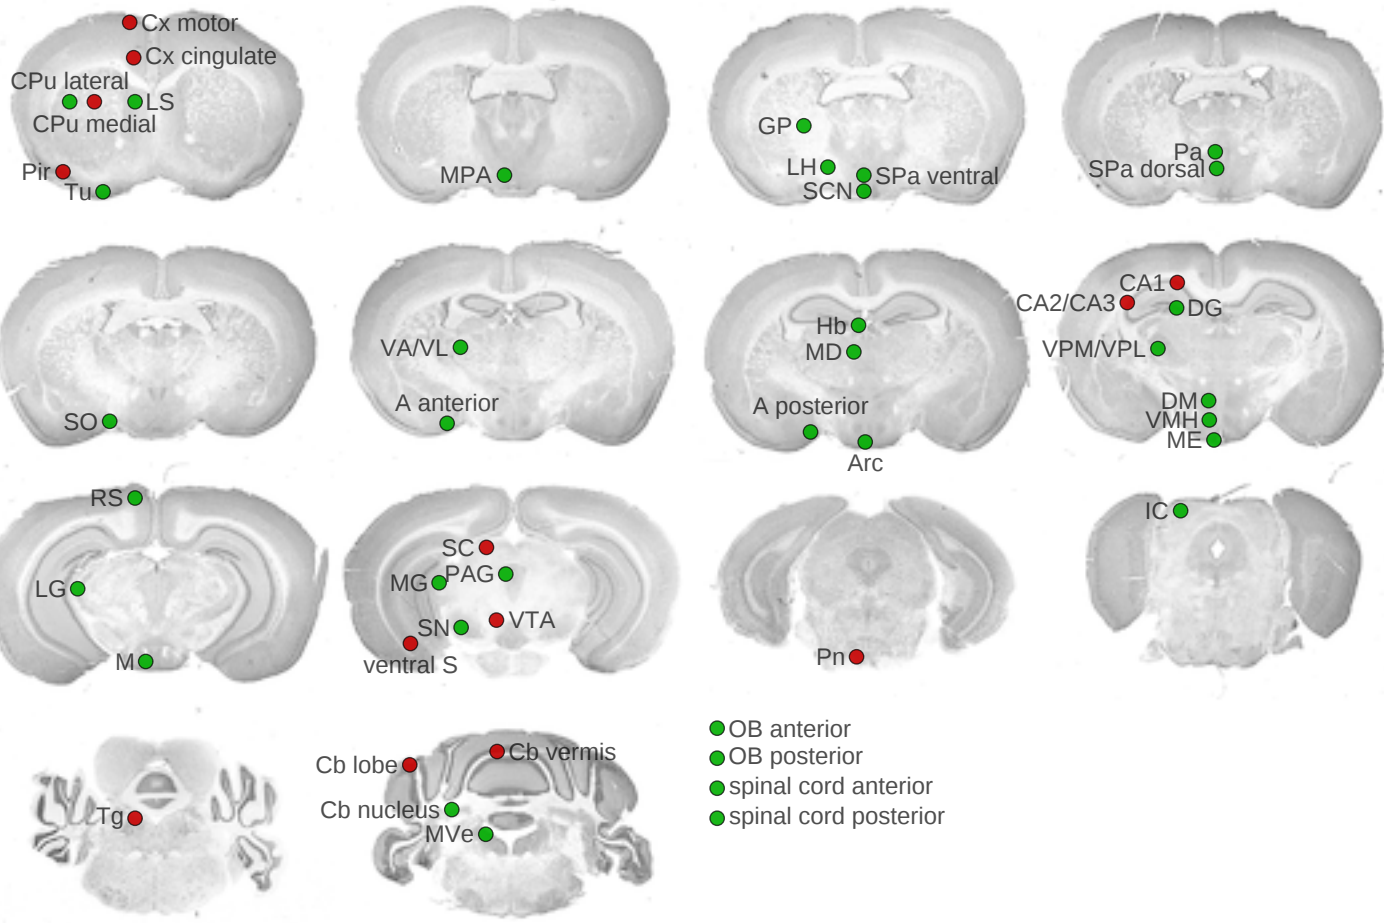 Cx motor
Cx cingulate
CPu lateral
LS
CPu medial
Pir
Tu
MPA
GP
LH
SPa ventral
SCN
Pa
SPa dorsal
SO
VA/VL
A anterior
Hb
MD
A posterior
Arc
CA1
CA2/CA3
DG
VPM/VPL
DM
VMH
ME
RS
LG
M
SC
MG
PAG
SN
VTA
ventral S
Pn
IC
Tg
Cb lobe
Cb vermis
Cb nucleus
MVe
OB anterior
OB posterior
spinal cord anterior
spinal cord posterior